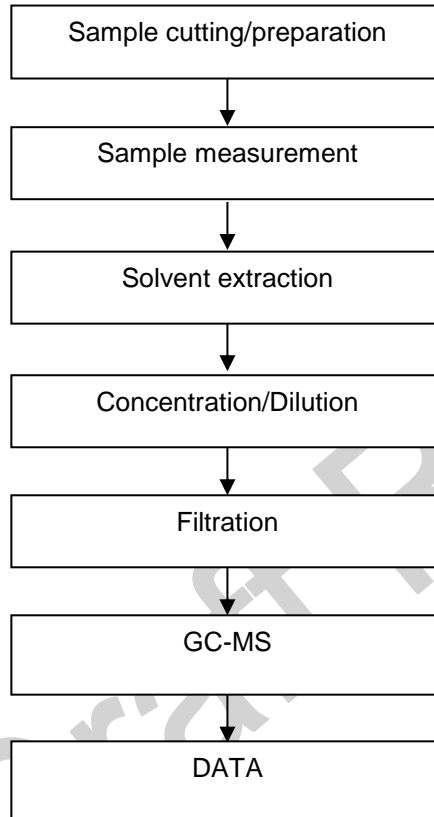 Sample cutting/preparation
Sample measurement
Solvent extraction
Concentration/Dilution
Filtration
GC-MS
DATA